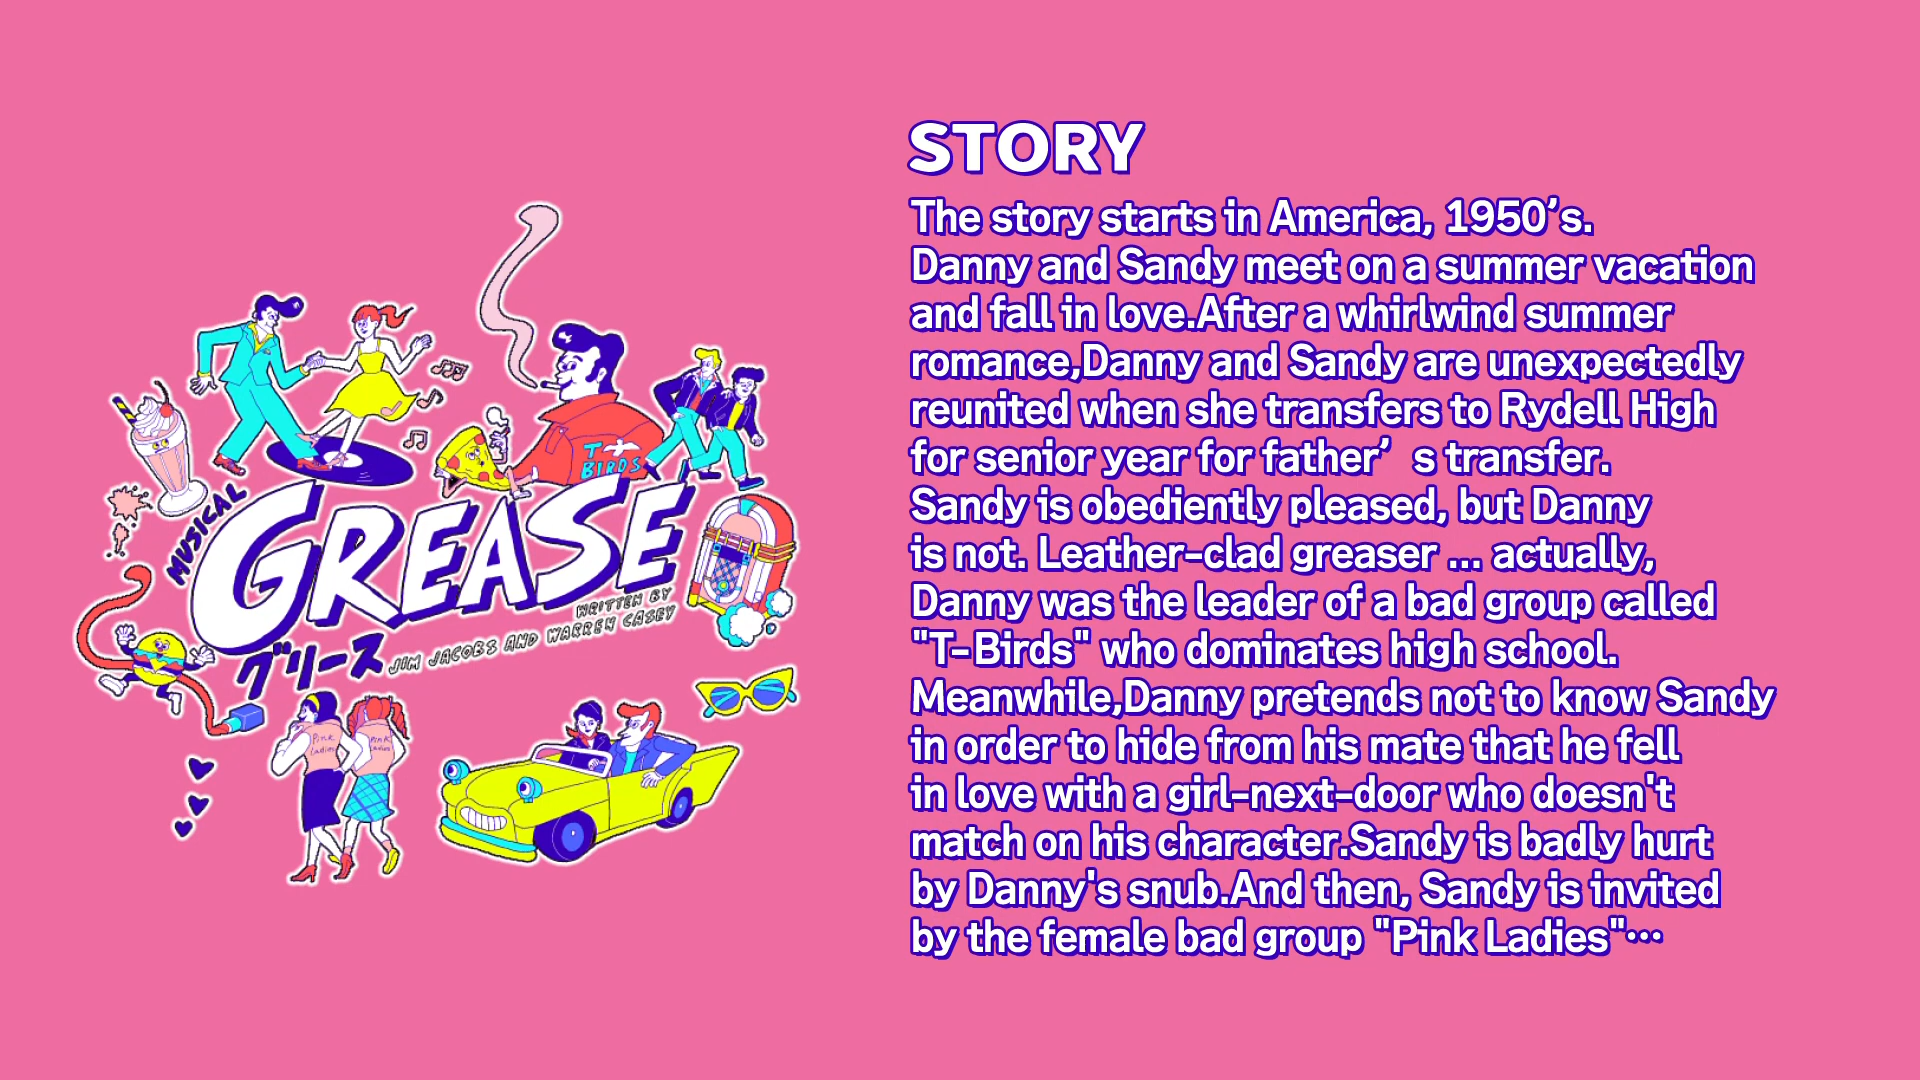 T
BIRDS
MUSICAL
GREASE
WRITTEN BY
JIM JACOBS AND WARREN CASEY
グリース
Pink
Ladies
Pink
Ladies
STORY
The story starts in America, 1950’s.
Danny and Sandy meet on a summer vacation
and fall in love.After a whirlwind summer
romance,Danny and Sandy are unexpectedly
reunited when she transfers to Rydell High
for senior year for father’ s transfer.
Sandy is obediently pleased, but Danny
is not. Leather-clad greaser ... actually,
Danny was the leader of a bad group called
"T-Birds" who dominates high school.
Meanwhile,Danny pretends not to know Sandy
in order to hide from his mate that he fell
in love with a girl-next-door who doesn't
match on his character.Sandy is badly hurt
by Danny's snub.And then, Sandy is invited
by the female bad group "Pink Ladies"…